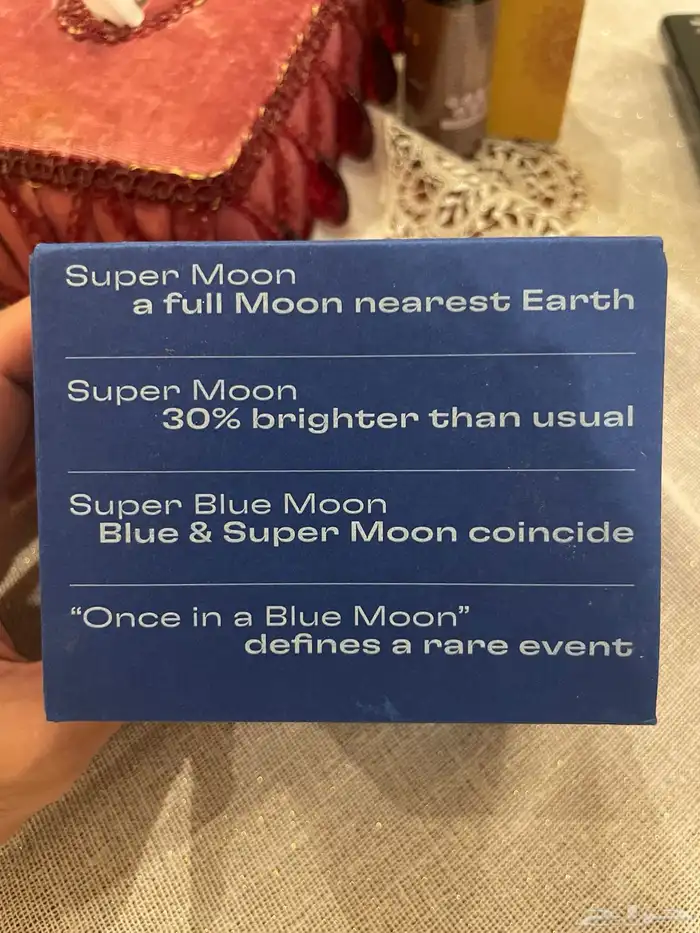 Super Moon
a full Moon nearest Earth
Super Moon
30% brighter than usual
Super Blue Moon
Blue & Super Moon coincide
“Once in a Blue Moon”
defines a rare event